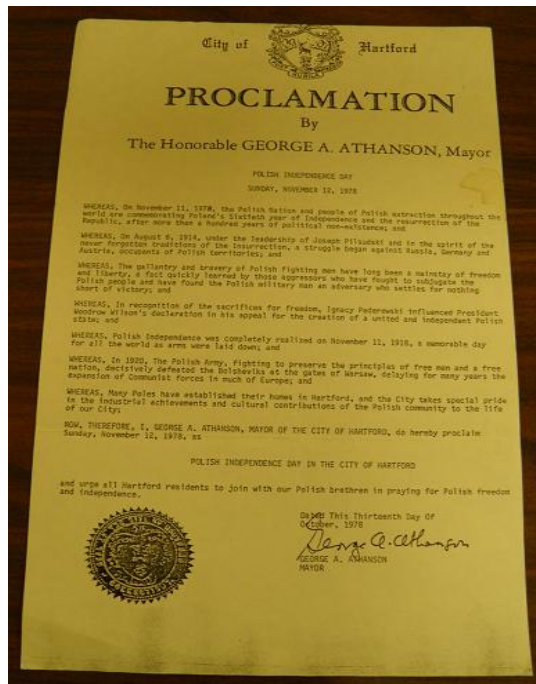 City of Hartford
PROCLAMATION
By
The Honorable GEORGE A. ATHANSON, Mayor
POLISH INDEPENDENCE DAY
SUNDAY, NOVEMBER 12, 1978
WHEREAS, On November 11, 1978, the Polish Nation and people of Polish extraction throughout the
world are commemorating Poland's Sixtieth year of Independence and the resurrection of the
Republic, after more than a hundred years of political non-existence; and
WHEREAS, On August 6, 1914, under the leadership of Joseph Pilsudski and in the spirit of the
never forgotten traditions of the insurrection, a struggle began against Russia, Germany and
Austria, occupants of Polish territories; and
WHEREAS, The gallantry and bravery of Polish fighting men have long been a mainstay of freedom
and liberty, a fact quickly learned by those oppressors who have fought to subjugate the
Polish people and have found the Polish military man an adversary who settles for nothing
short of victory; and
WHEREAS, In recognition of the sacrifices for freedom, Ignacy Paderewski influenced President
Woodrow Wilson's declaration in his appeal for the creation of a united and independent Polish
state; and
WHEREAS, Polish Independence was completely realized on November 11, 1918, a memorable day
for all the world as arms were laid down; and
WHEREAS, In 1920, The Polish Army, fighting to preserve the principles of free men and a free
nation, decisively defeated the Bolsheviks at the gates of Warsaw, delaying for many years the
expansion of Communist forces in much of Europe; and
WHEREAS, Many Poles have established their homes in Hartford, and the City takes special pride
in the industrial achievements and cultural contributions of the Polish community to the life
of our City;
NOW, THEREFORE, I, GEORGE A. ATHANSON, MAYOR OF THE CITY OF HARTFORD, do hereby proclaim
Sunday, November 12, 1978, as
POLISH INDEPENDENCE DAY IN THE CITY OF HARTFORD
and urge all Hartford residents to join with our Polish brethren in praying for Polish freedom
and independence.
Dated This Thirteenth Day Of
October, 1978
George A. Athanson
GEORGE A. ATHANSON
MAYOR